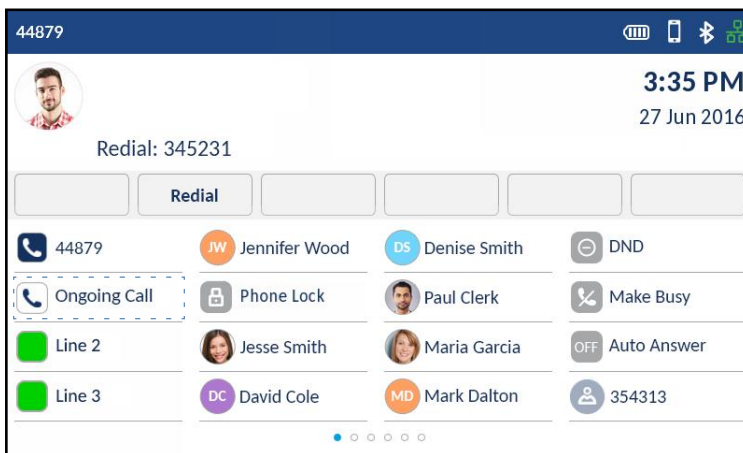 44879
3:35 PM
27 Jun 2016
Redial: 345231
Redial
44879 JW Jennifer Wood DS Denise Smith DND
Ongoing Call Phone Lock Paul Clerk Make Busy
Line 2 Jesse Smith Maria Garcia OFF Auto Answer
Line 3 DC David Cole MD Mark Dalton 354313